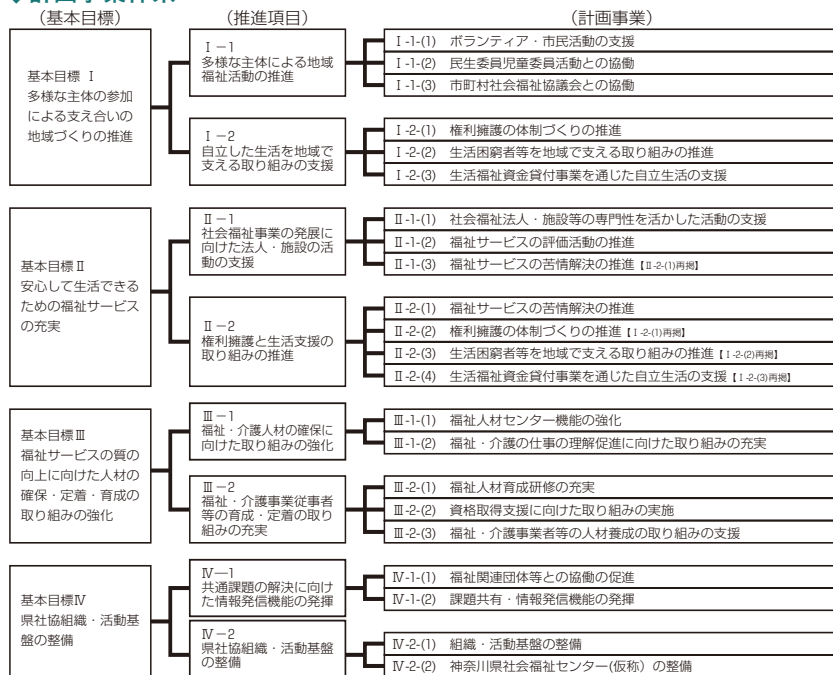 (基本目標)
(推進項目)
(計画事業)
基本目標 Ⅰ
多様な主体の参加
による支え合いの
地域づくりの推進
Ⅰ－1
多様な主体による地域
福祉活動の推進
Ⅰ-1-(1) ボランティア・市民活動の支援
Ⅰ-1-(2) 民生委員児童委員活動との協働
Ⅰ-1-(3) 市町村社会福祉協議会との協働
Ⅰ－2
自立した生活を地域で
支える取り組みの支援
Ⅰ-2-(1) 権利擁護の体制づくりの推進
Ⅰ-2-(2) 生活困窮者等を地域で支える取り組みの推進
Ⅰ-2-(3) 生活福祉資金貸付事業を通じた自立生活の支援
基本目標Ⅱ
安心して生活できる
ための福祉サービス
の充実
Ⅱ－1
社会福祉事業の発展に
向けた法人・施設の活
動の支援
Ⅱ-1-(1) 社会福祉法人・施設等の専門性を活かした活動の支援
Ⅱ-1-(2) 福祉サービスの評価活動の推進
Ⅱ-1-(3) 福祉サービスの苦情解決の推進【Ⅱ-2-(1)再掲】
Ⅱ－2
権利擁護と生活支援の
取り組みの推進
Ⅱ-2-(1) 福祉サービスの苦情解決の推進
Ⅱ-2-(2) 権利擁護の体制づくりの推進【Ⅰ-2-(1)再掲】
Ⅱ-2-(3) 生活困窮者等を地域で支える取り組みの推進【Ⅰ-2-(2)再掲】
Ⅱ-2-(4) 生活福祉資金貸付事業を通じた自立生活の支援【Ⅰ-2-(3)再掲】
基本目標Ⅲ
福祉サービスの質の
向上に向けた人材の
確保・定着・育成の
取り組みの強化
Ⅲ－1
福祉・介護人材の確保に
向けた取り組みの強化
Ⅲ-1-(1) 福祉人材センター機能の強化
Ⅲ-1-(2) 福祉・介護の仕事の理解促進に向けた取り組みの充実
Ⅲ－2
福祉・介護事業従事者
等の育成・定着の取り
組みの充実
Ⅲ-2-(1) 福祉人材育成研修の充実
Ⅲ-2-(2) 資格取得支援に向けた取り組みの実施
Ⅲ-2-(3) 福祉・介護事業者等の人材養成の取り組みの支援
基本目標Ⅳ
県社協組織・活動基
盤の整備
Ⅳ—1
共通課題の解決に向け
た情報発信機能の発揮
Ⅳ-1-(1) 福祉関連団体等との協働の促進
Ⅳ-1-(2) 課題共有・情報発信機能の発揮
Ⅳ－2
県社協組織・活動基盤
の整備
Ⅳ-2-(1) 組織・活動基盤の整備
Ⅳ-2-(2) 神奈川県社会福祉センター(仮称）の整備